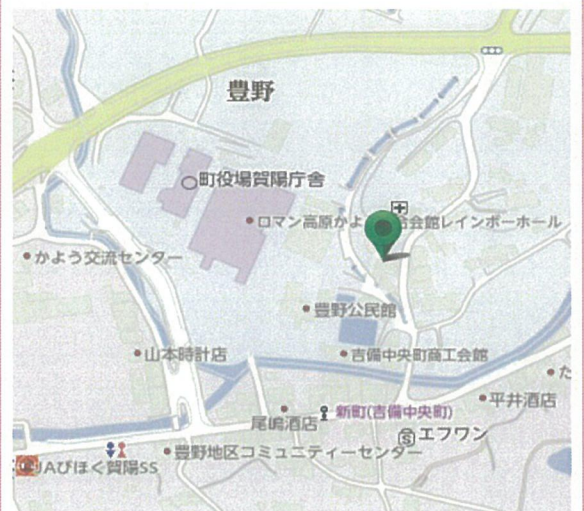 豊野
町役場賀陽庁舎
ロマン高原かよ
会館レインボーホール
かよう交流センター
豊野公民館
山本時計店
吉備中央町商工会館
た
平井酒店
尾嶋酒店
新町(吉備中央町)
S エフワン
豊野地区コミュニティーセンター
JAびほく賀陽SS